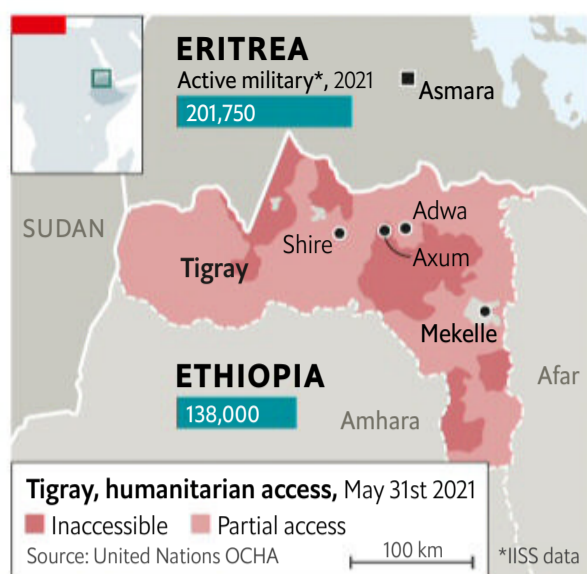 ERITREA
Active military*, 2021
201,750
Asmara
SUDAN
Adwa
Shire
Axum
Tigray
Mekelle
ETHIOPIA
138,000
Afar
Amhara
Tigray, humanitarian access, May 31st 2021
Inaccessible
Partial access
Source: United Nations OCHA
100 km
*IISS data